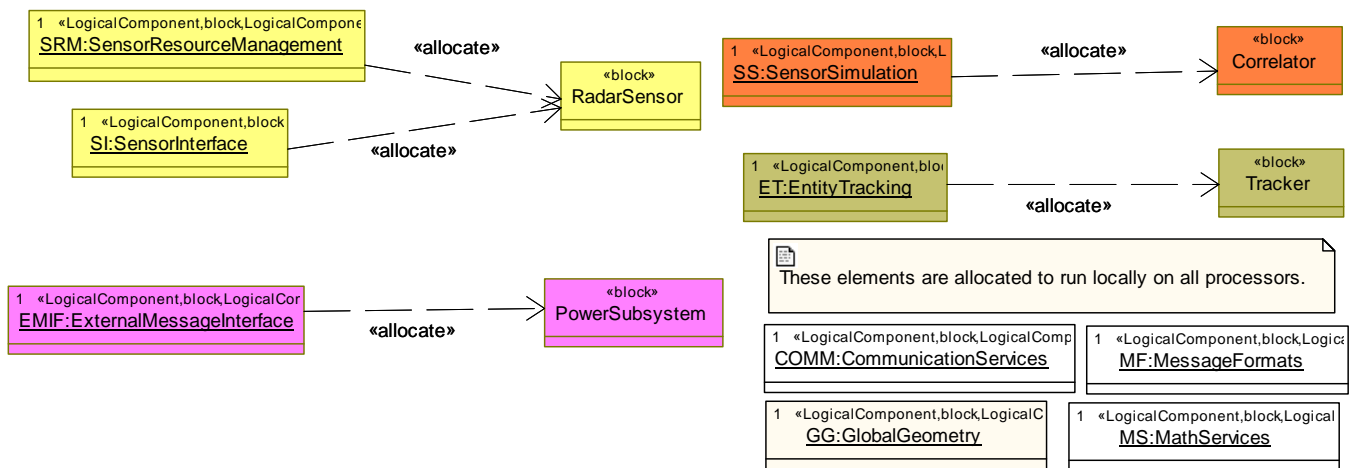 1 «LogicalComponent,block,LogicalCompone
SRM:SensorResourceManagement
«allocate»
«block»
RadarSensor
1 «LogicalComponent,block
SI:SensorInterface
«allocate»
1 «LogicalComponent,block,L
SS:SensorSimulation
«allocate»
«block»
Correlator
1 «LogicalComponent,bloc
ET:EntityTracking
«allocate»
«block»
Tracker
These elements are allocated to run locally on all processors.
1 «LogicalComponent,block,LogicalCor
EMIF:ExternalMessageInterface
«allocate»
«block»
PowerSubsystem
1 «LogicalComponent,block,LogicalComp
COMM:CommunicationServices
1 «LogicalComponent,block,Logica
MF:MessageFormats
1 «LogicalComponent,block,LogicalC
GG:GlobalGeometry
1 «LogicalComponent,block,Logical
MS:MathServices